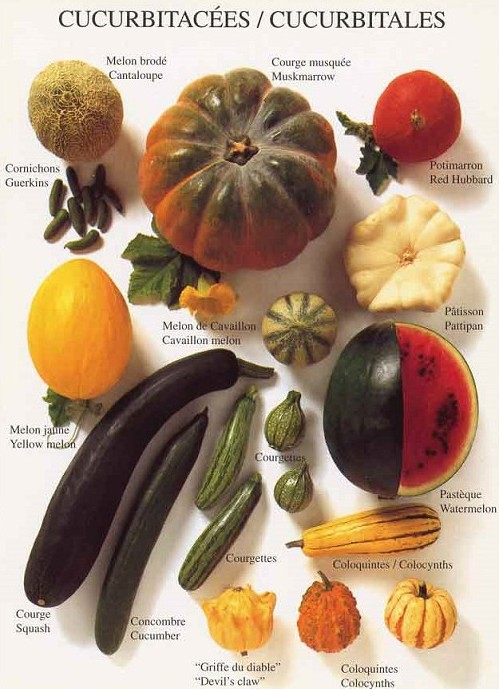 CUCURBITACÉES / CUCURBITALES
Melon brodé
Cantaloupe
Courge musquée
Muskmarrow
Cornichons
Guerkins
Potimarron
Red Hubbard
Pâtisson
Pattipan
Melon de Cavaillon
Cavaillon melon
Melon jaune
Yellow melon
Courgettes
Pastèque
Watermelon
Courgettes
Coloquintes / Colocynths
Courge
Squash
Concombre
Cucumber
"Griffe du diable"
"Devil's claw"
Coloquintes
Colocynths